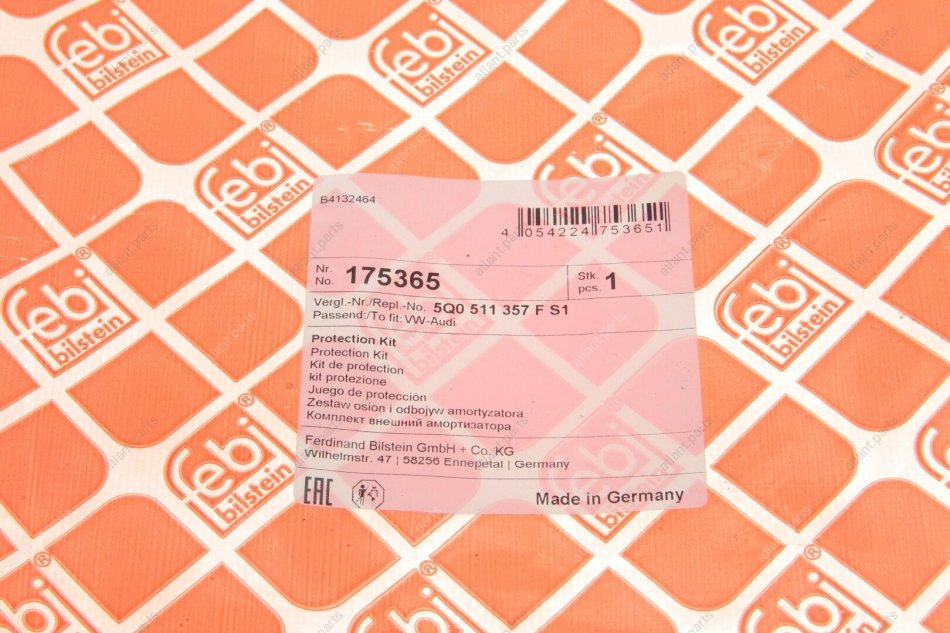 febi®
bilstein
B4132464
4 054224 753651
Nr.
No. 175365
Stk.
pcs. 1
Vergl.-Nr./Repl.-No. 5Q0 511 357 F S1
Passend:/To fit: VW-Audi
Protection Kit
Protection Kit
Kit de protection
kit protezione
Juego de protección
Zestaw osion i odbojyw amortyzatora
Комплект внешний амортизатора
Ferdinand Bilstein GmbH + Co. KG
Wilhelmstr. 47 | 58256 Ennepetal | Germany
EAC
Made in Germany
atlant.parts